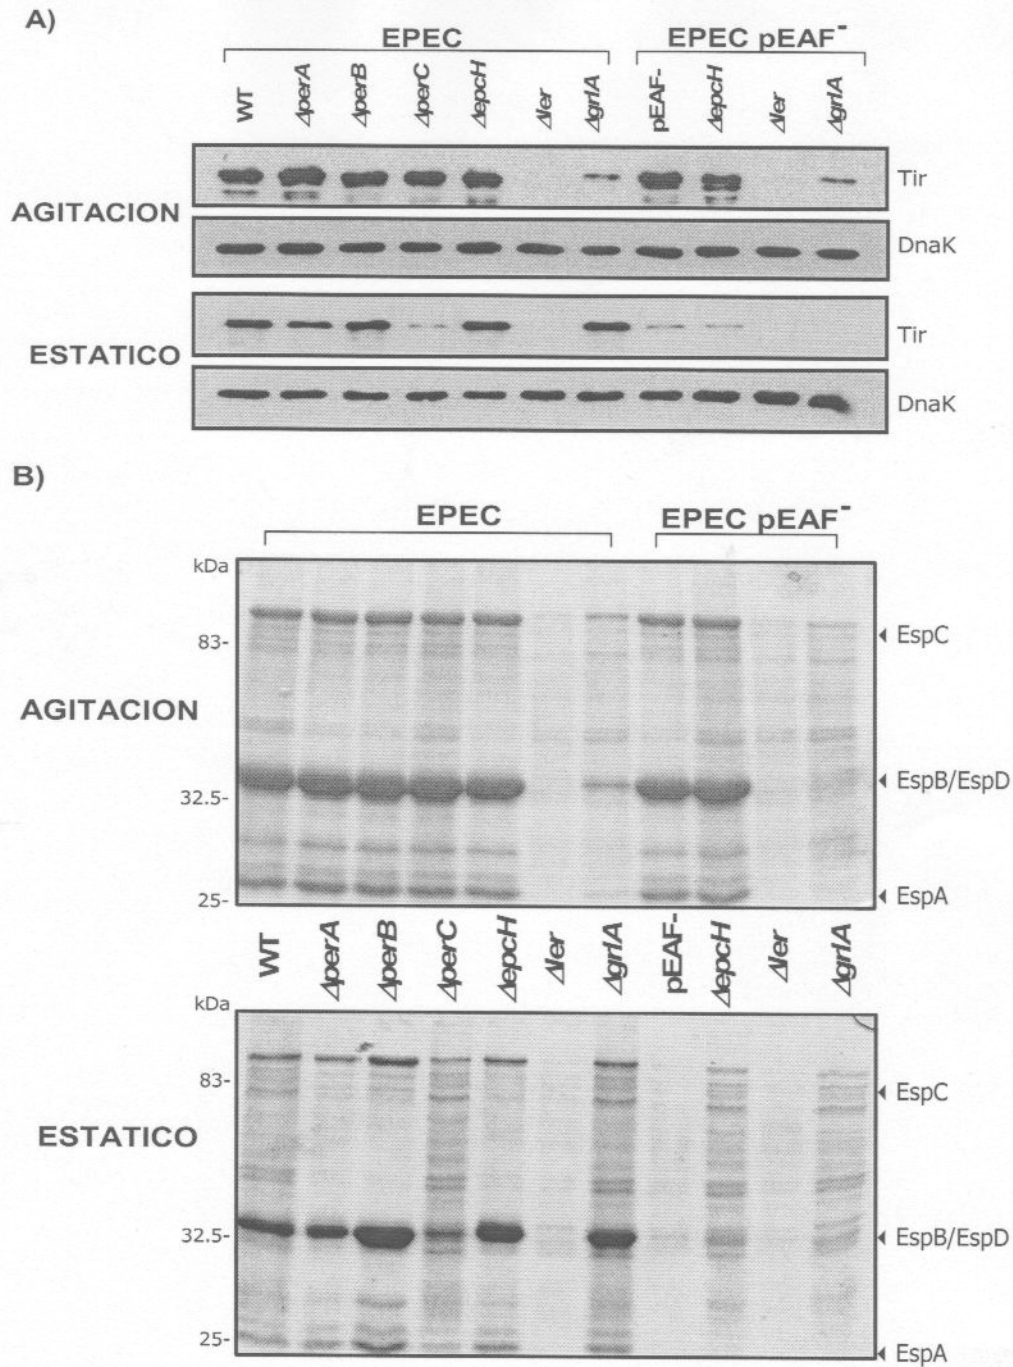 A)
EPEC EPEC pEAF⁻
WT ΔperA ΔperB ΔperC ΔepcH Δler ΔgrlA pEAF- ΔepcH Δler ΔgrlA
AGITACION
Tir
DnaK
ESTATICO
Tir
DnaK
B)
EPEC EPEC pEAF⁻
kDa
83-
EspC
AGITACION
32.5-
EspB/EspD
25-
EspA
WT ΔperA ΔperB ΔperC ΔepcH Δler ΔgrlA pEAF- ΔepcH Δler ΔgrlA
kDa
83-
EspC
ESTATICO
32.5-
EspB/EspD
25-
EspA